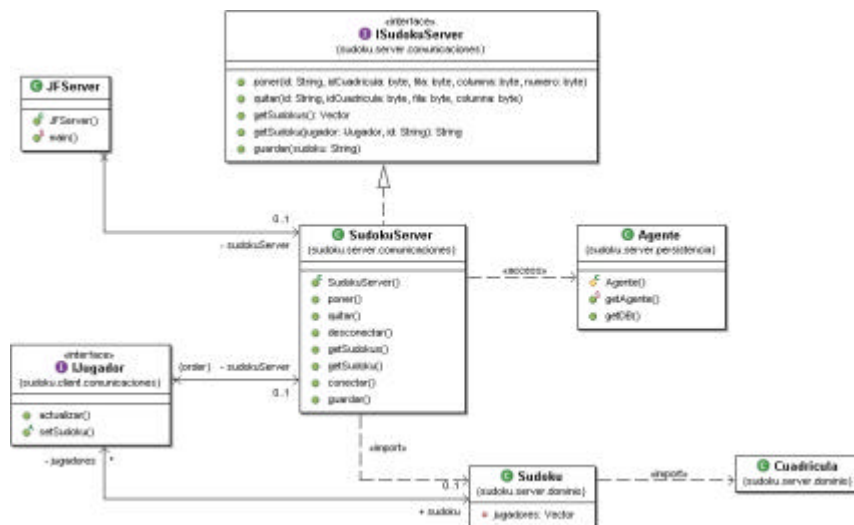 «interface»
ISudokuServer
(sudoku.server.comunicaciones)
poner(id: String, idCuadricula: byte, fila: byte, columna: byte, numero: byte)
quitar(id: String, idCuadricula: byte, fila: byte, columna: byte)
getSudokus(): Vector
getSudoku(jugador: IJugador, id: String): String
guardar(sudoku: String)
JFServer
JFServer()
main()
0..1
- sudokuServer
SudokuServer
(sudoku.server.comunicaciones)
SudokuServer()
poner()
quitar()
desconectar()
getSudokus()
getSudoku()
conectar()
guardar()
«access»
Agente
(sudoku.server.persistencia)
Agente()
getAgente()
getDB()
«interface»
IJugador
(sudoku.client.comunicaciones)
actualizar()
setSudoku()
{order}
- sudokuServer
0..1
- jugadores
*
«import»
0..1
+ sudoku
Sudoku
(sudoku.server.dominio)
jugadores: Vector
«import»
Cuadricula
(sudoku.server.dominio)